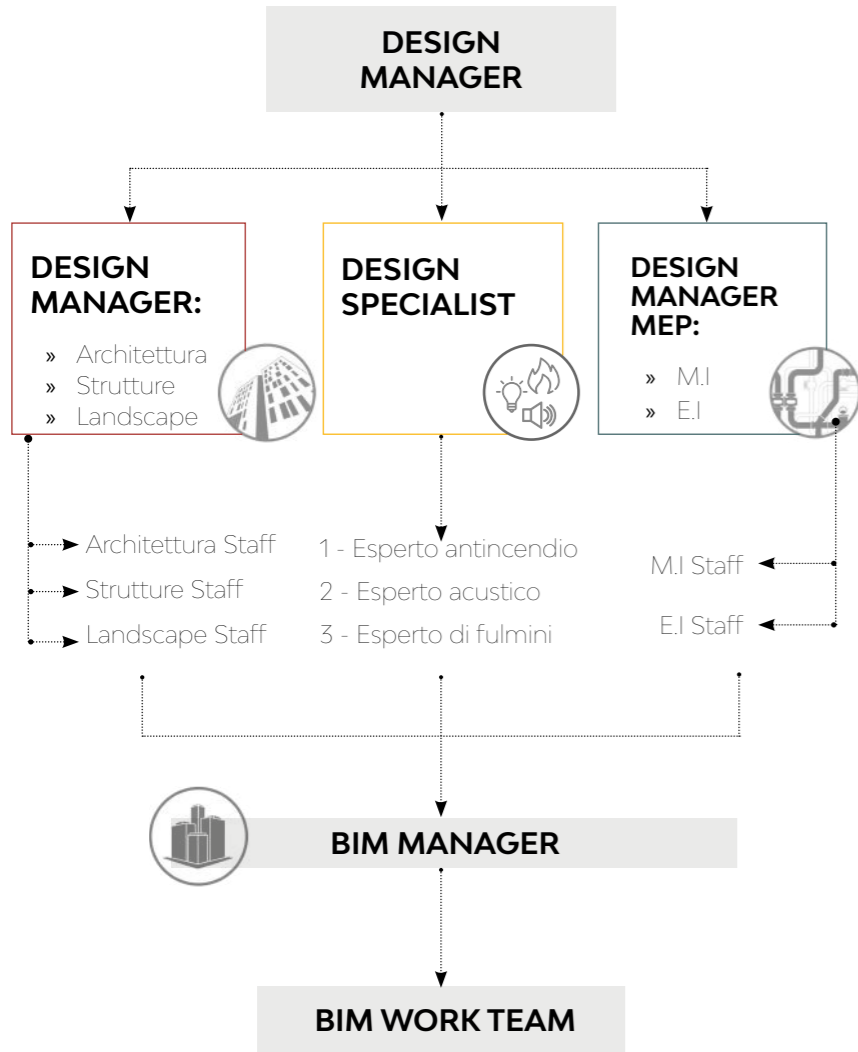 DESIGN
MANAGER
DESIGN
MANAGER:
» Architettura
» Strutture
» Landscape
DESIGN
SPECIALIST
DESIGN
MANAGER
MEP:
» M.I
» E.I
Architettura Staff
Strutture Staff
Landscape Staff
1 - Esperto antincendio
2 - Esperto acustico
3 - Esperto di fulmini
M.I Staff
E.I Staff
BIM MANAGER
BIM WORK TEAM